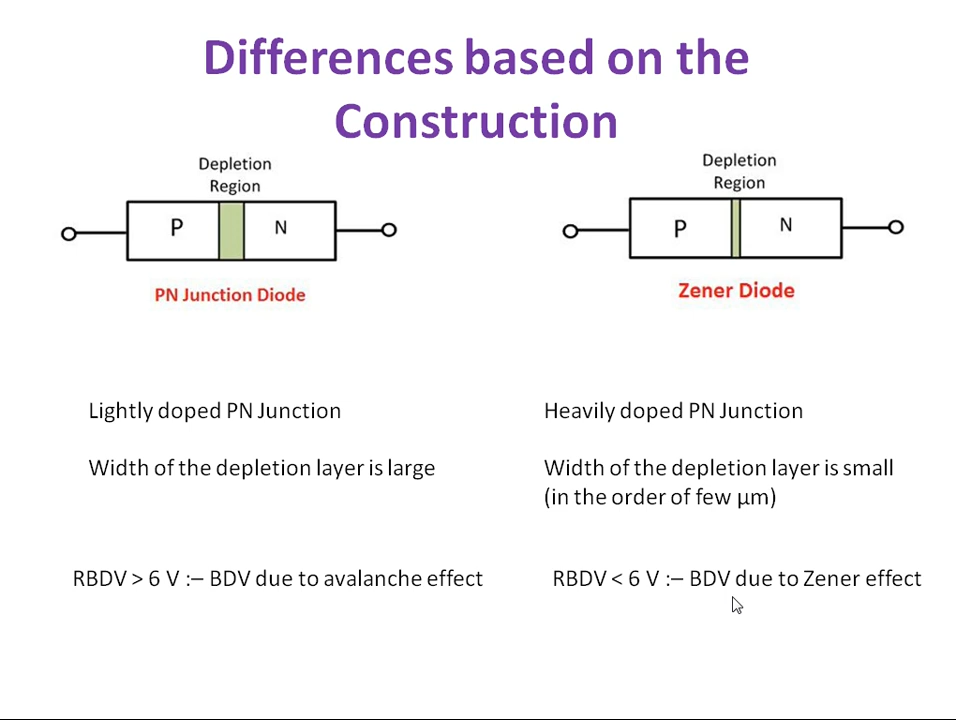 Differences based on the
Construction
Depletion
Region
P
N
PN Junction Diode
Depletion
Region
P
N
Zener Diode
Lightly doped PN Junction
Width of the depletion layer is large
RBDV > 6 V :– BDV due to avalanche effect
Heavily doped PN Junction
Width of the depletion layer is small
(in the order of few µm)
RBDV < 6 V :– BDV due to Zener effect